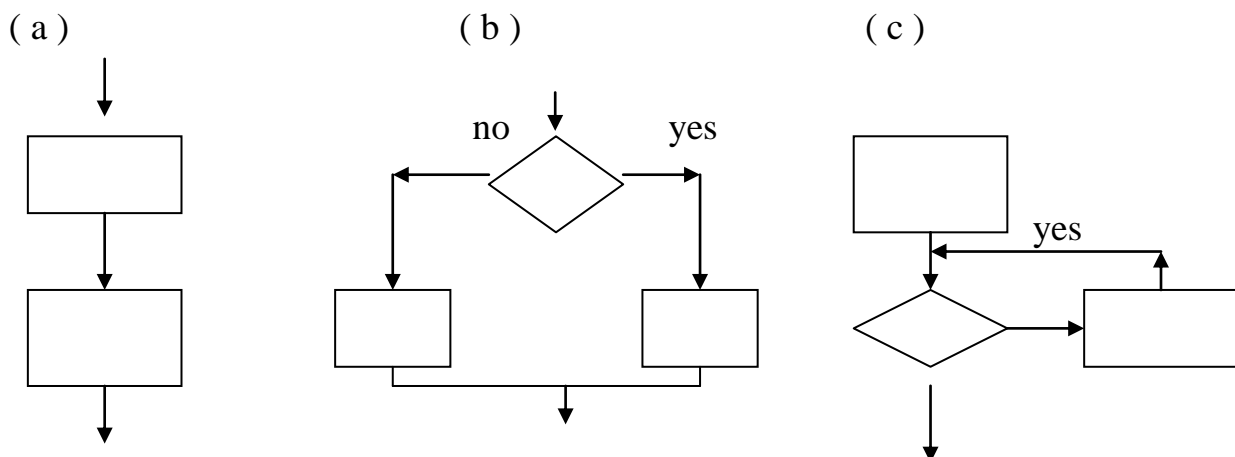 ( a ) ( b ) ( c )
no yes
yes